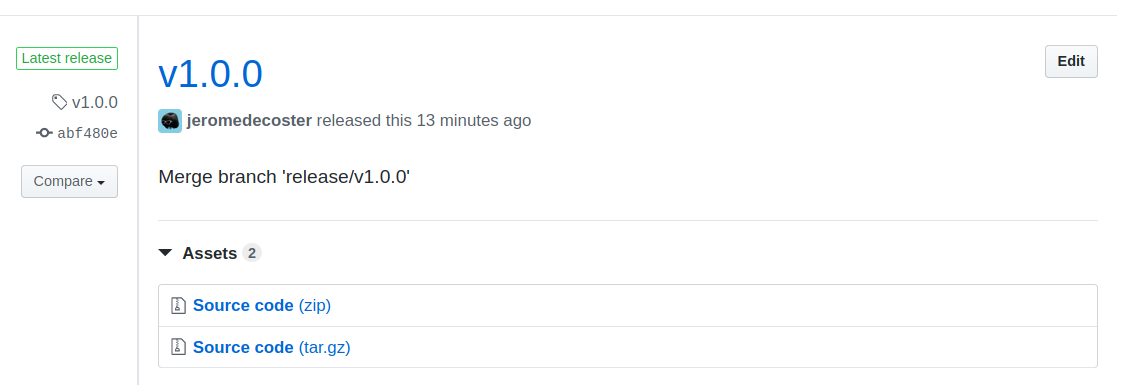 Latest release
v1.0.0
abf480e
Compare
v1.0.0
Edit
jeromedecoster released this 13 minutes ago
Merge branch 'release/v1.0.0'
Assets 2
Source code (zip)
Source code (tar.gz)